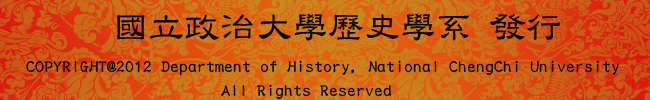 國立政治大學歷史學系 發行
COPYRIGHT@2012 Department of History, National ChengChi University
All Rights Reserved